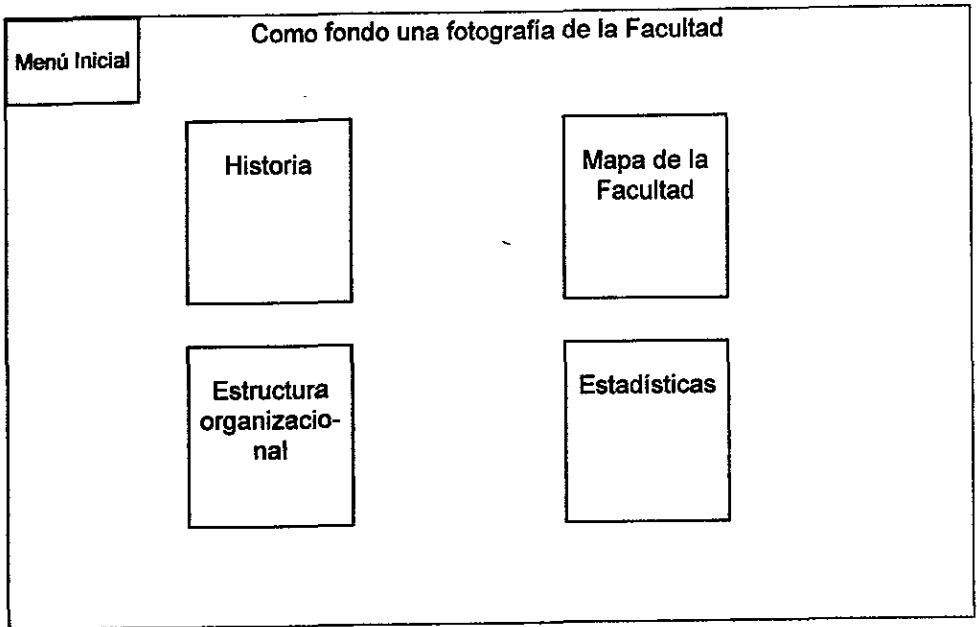 Como fondo una fotografía de la Facultad
Menú Inicial
Historia
Mapa de la
Facultad
Estructura
organizacio-
nal
Estadísticas